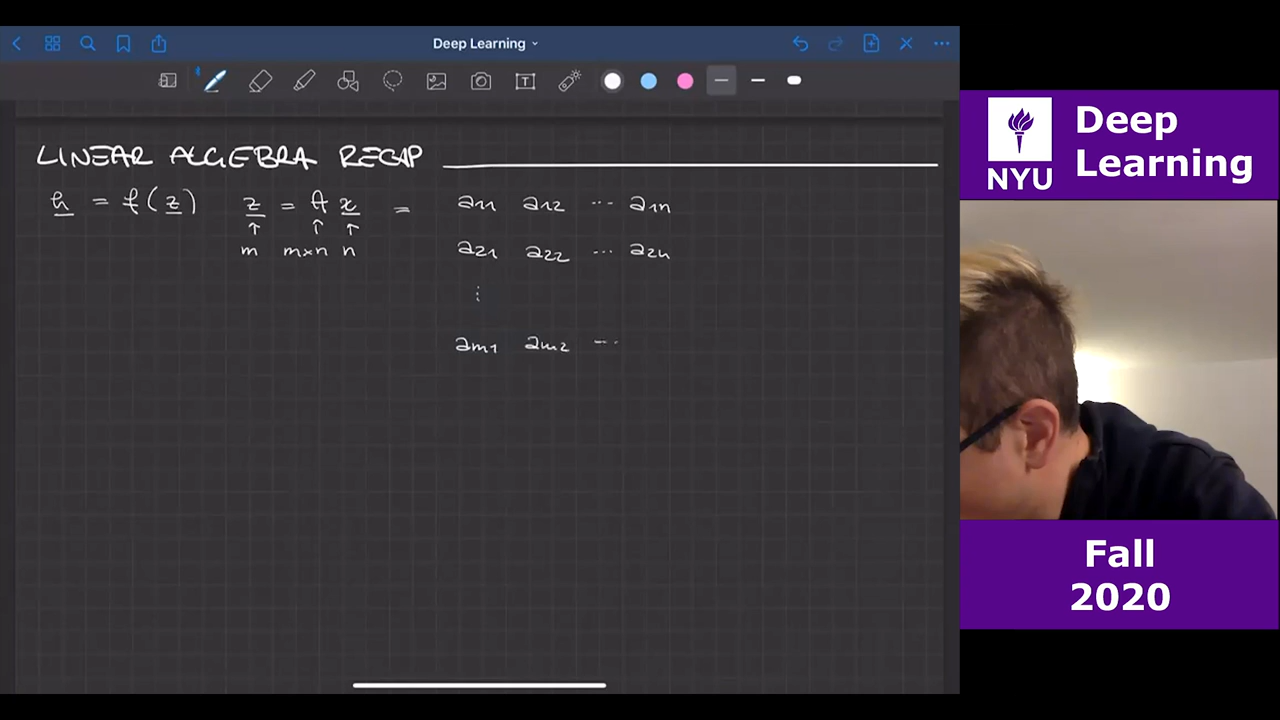 Deep Learning
LINEAR ALGEBRA RECAP
h = f(z) z = A x = a11 a12 ... a1n
↑ ↑ ↑
m m×n n
a21 a22 ... a2n
⋮
am1 am2 ...
NYU
Deep
Learning
Fall
2020